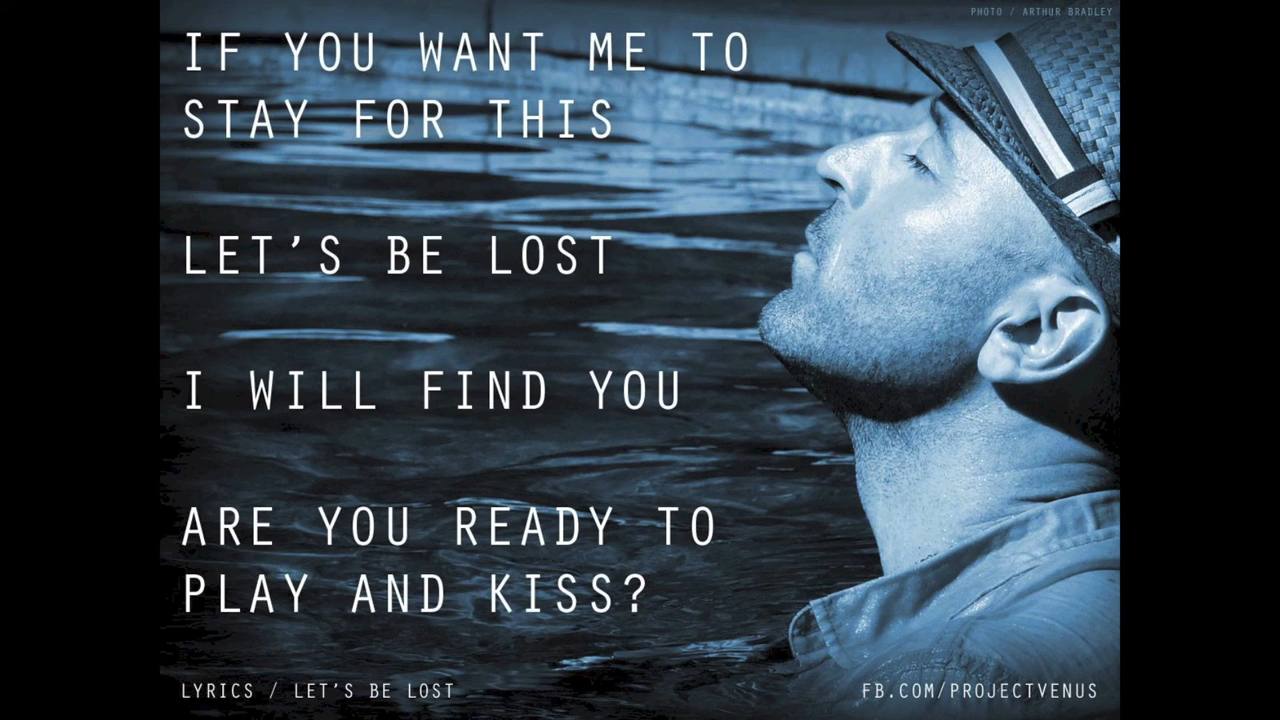 PHOTO / ARTHUR BRADLEY
IF YOU WANT ME TO
STAY FOR THIS
LET’S BE LOST
I WILL FIND YOU
ARE YOU READY TO
PLAY AND KISS?
LYRICS / LET’S BE LOST
FB.COM/PROJECTVENUS